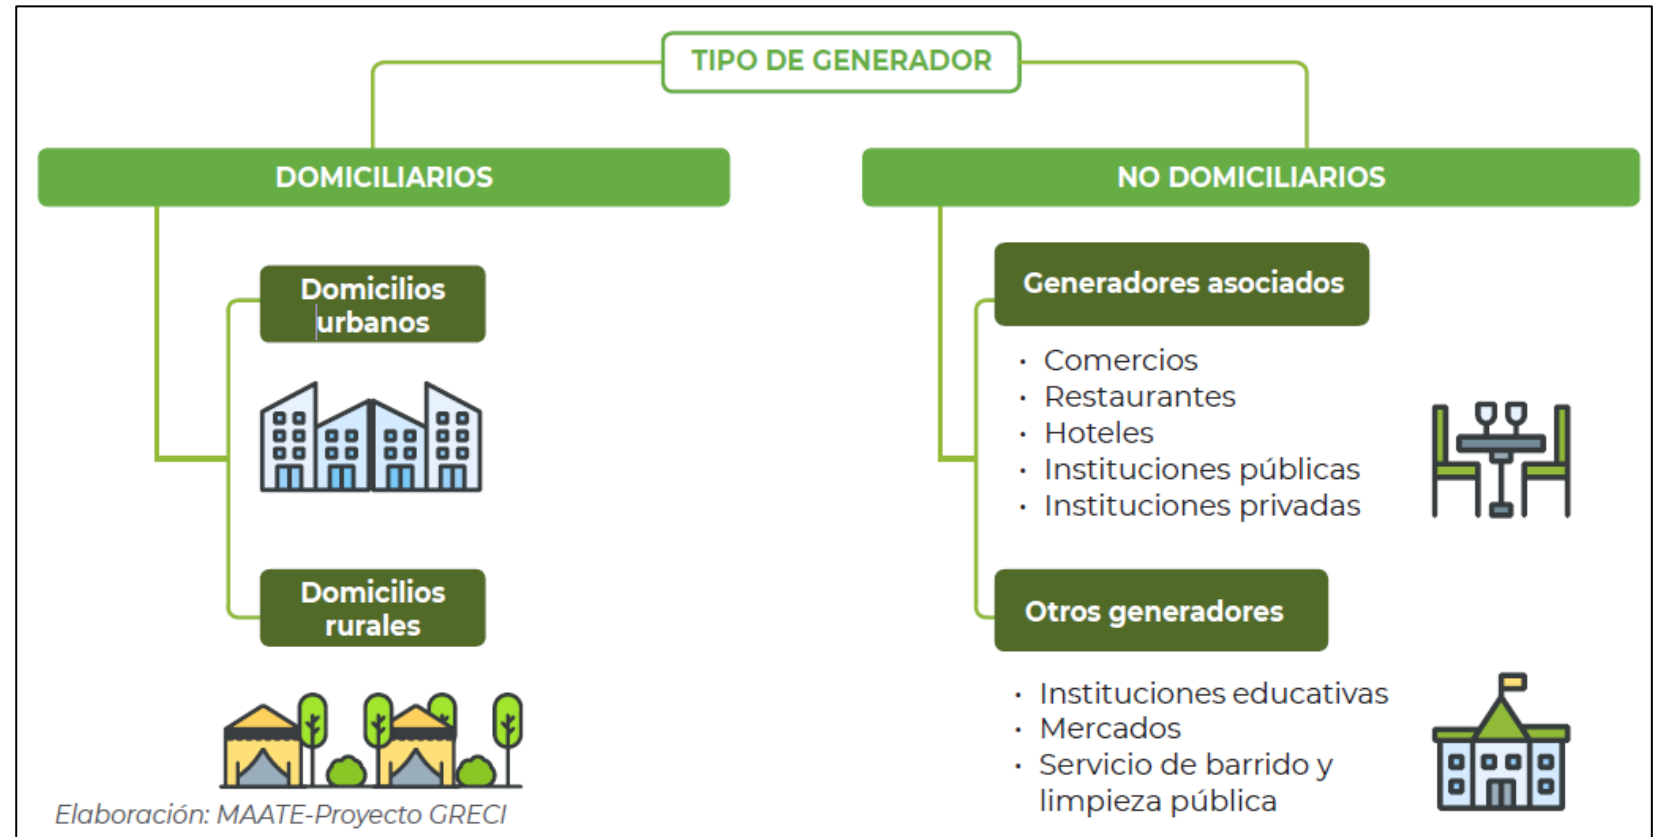 TIPO DE GENERADOR
DOMICILIARIOS
Domicilios
urbanos
Domicilios
rurales
NO DOMICILIARIOS
Generadores asociados
· Comercios
· Restaurantes
· Hoteles
· Instituciones públicas
· Instituciones privadas
Otros generadores
· Instituciones educativas
· Mercados
· Servicio de barrido y
limpieza pública
Elaboración: MAATE-Proyecto GRECI